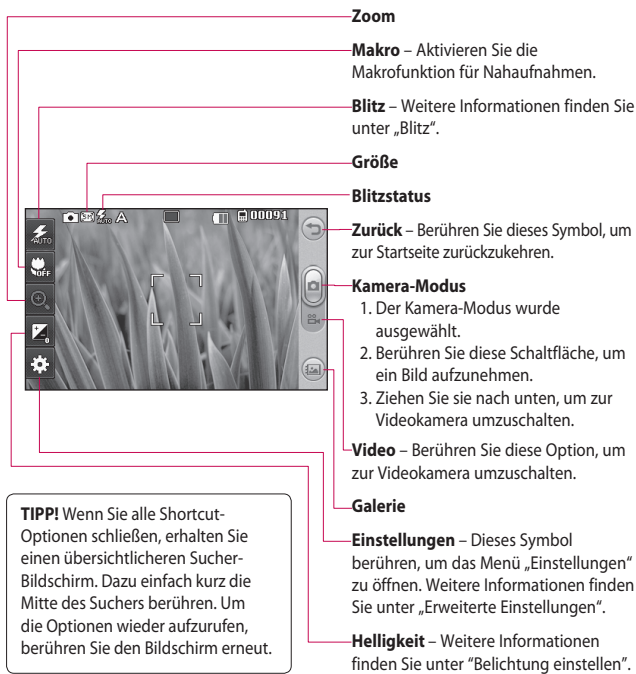 Zoom
Makro – Aktivieren Sie die
Makrofunktion für Nahaufnahmen.
Blitz – Weitere Informationen finden Sie
unter „Blitz“.
Größe
Blitzstatus
Zurück – Berühren Sie dieses Symbol, um
zur Startseite zurückzukehren.
Kamera-Modus
1. Der Kamera-Modus wurde
ausgewählt.
2. Berühren Sie diese Schaltfläche, um
ein Bild aufzunehmen.
3. Ziehen Sie sie nach unten, um zur
Videokamera umzuschalten.
Video – Berühren Sie diese Option, um
zur Videokamera umzuschalten.
Galerie
Einstellungen – Dieses Symbol
berühren, um das Menü „Einstellungen“
zu öffnen. Weitere Informationen finden
Sie unter „Erweiterte Einstellungen“.
Helligkeit – Weitere Informationen
finden Sie unter “Belichtung einstellen”.
AUTO A 00091
AUTO
OFF
0
TIPP! Wenn Sie alle Shortcut-
Optionen schließen, erhalten Sie
einen übersichtlicheren Sucher-
Bildschirm. Dazu einfach kurz die
Mitte des Suchers berühren. Um
die Optionen wieder aufzurufen,
berühren Sie den Bildschirm erneut.